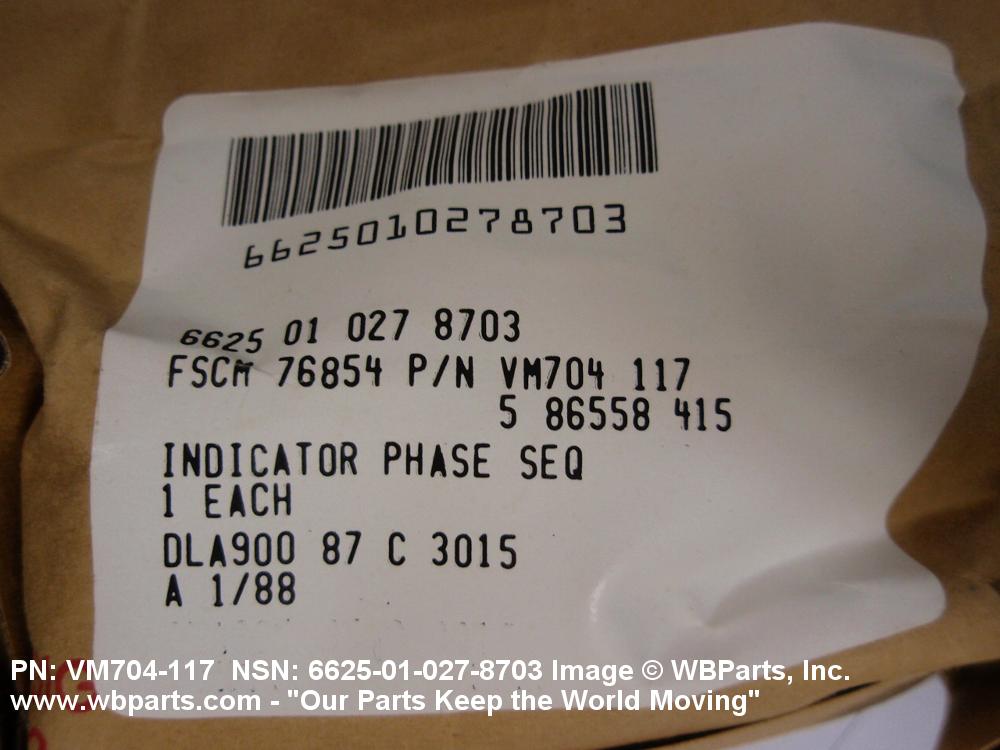 6625010278703
6625 01 027 8703
FSCM 76854 P/N VM704 117
5 86558 415
INDICATOR PHASE SEQ
1 EACH
DLA900 87 C 3015
A 1/88
PN: VM704-117 NSN: 6625-01-027-8703 Image © WBParts, Inc.
www.wbparts.com - "Our Parts Keep the World Moving"